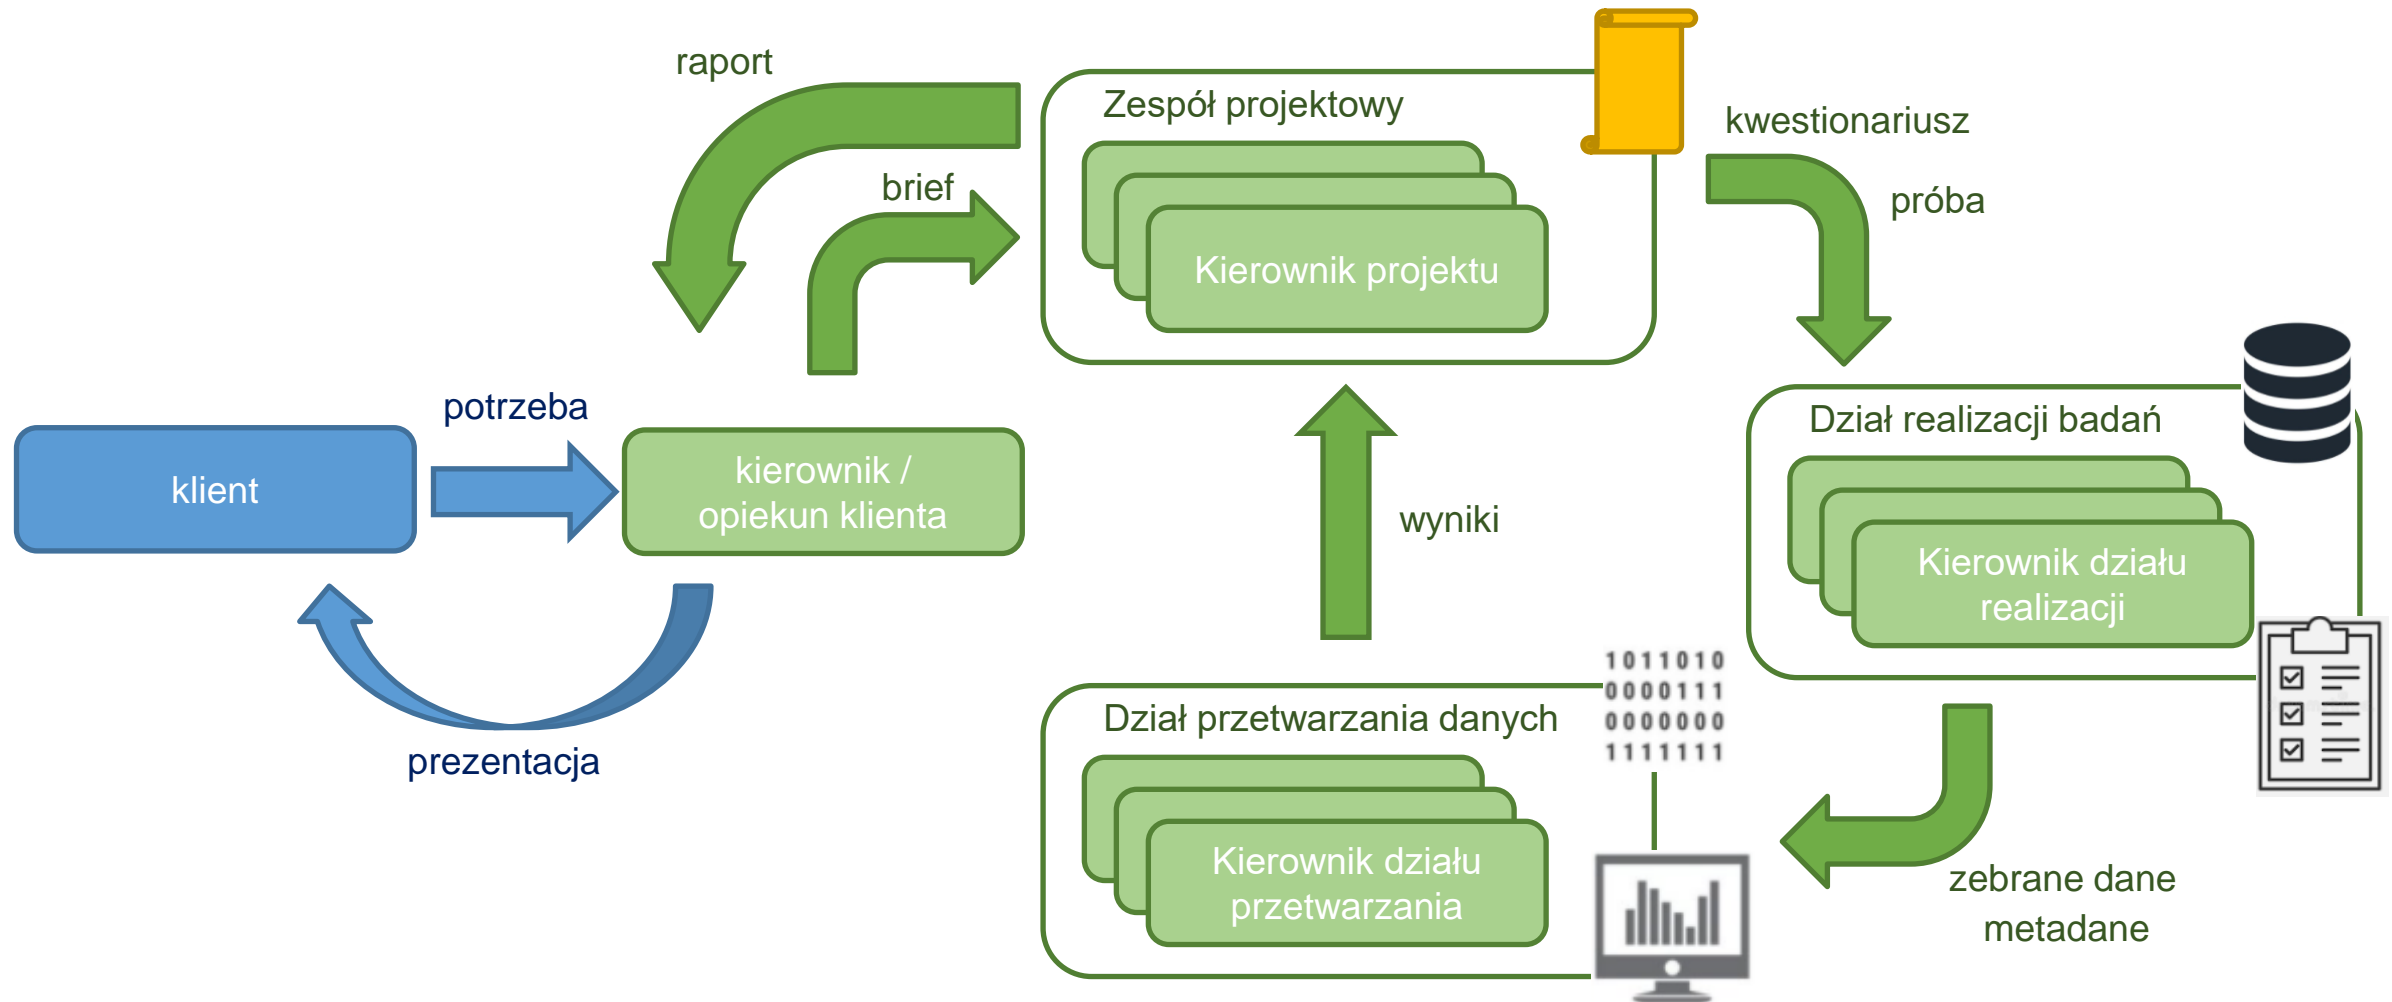 raport
Zespół projektowy
kwestionariusz
brief
próba
Kierownik projektu
potrzeba
klient
kierownik /
opiekun klienta
Dział realizacji badań
wyniki
Kierownik działu
realizacji
prezentacja
Dział przetwarzania danych
1011010
0000111
0000000
1111111
Kierownik działu
przetwarzania
zebrane dane
metadane